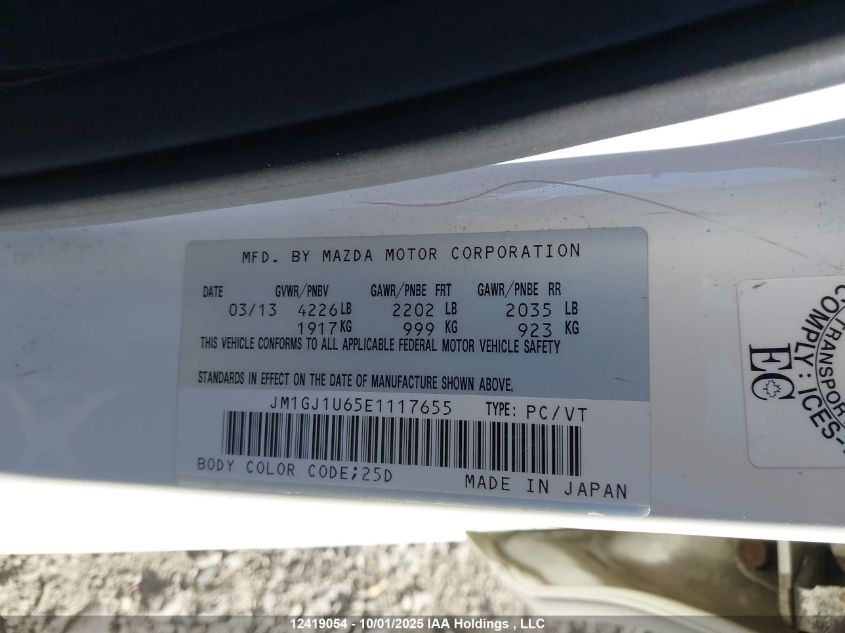 MFD. BY MAZDA MOTOR CORPORATION
DATE GVWR/PNBV GAWR/PNBE FRT GAWR/PNBE RR
03/13 4226LB 2202 LB 2035 LB
1917KG 999 KG 923 KG
THIS VEHICLE CONFORMS TO ALL APPLICABLE FEDERAL MOTOR VEHICLE SAFETY
STANDARDS IN EFFECT ON THE DATE OF MANUFACTURE SHOWN ABOVE.
JM1GJ1U65E1117655 TYPE: PC/VT
BODY COLOR CODE;25D MADE IN JAPAN
TRANSPOR
COMPLY: ICES-
EC
12419054 - 10/01/2025 IAA Holdings , LLC